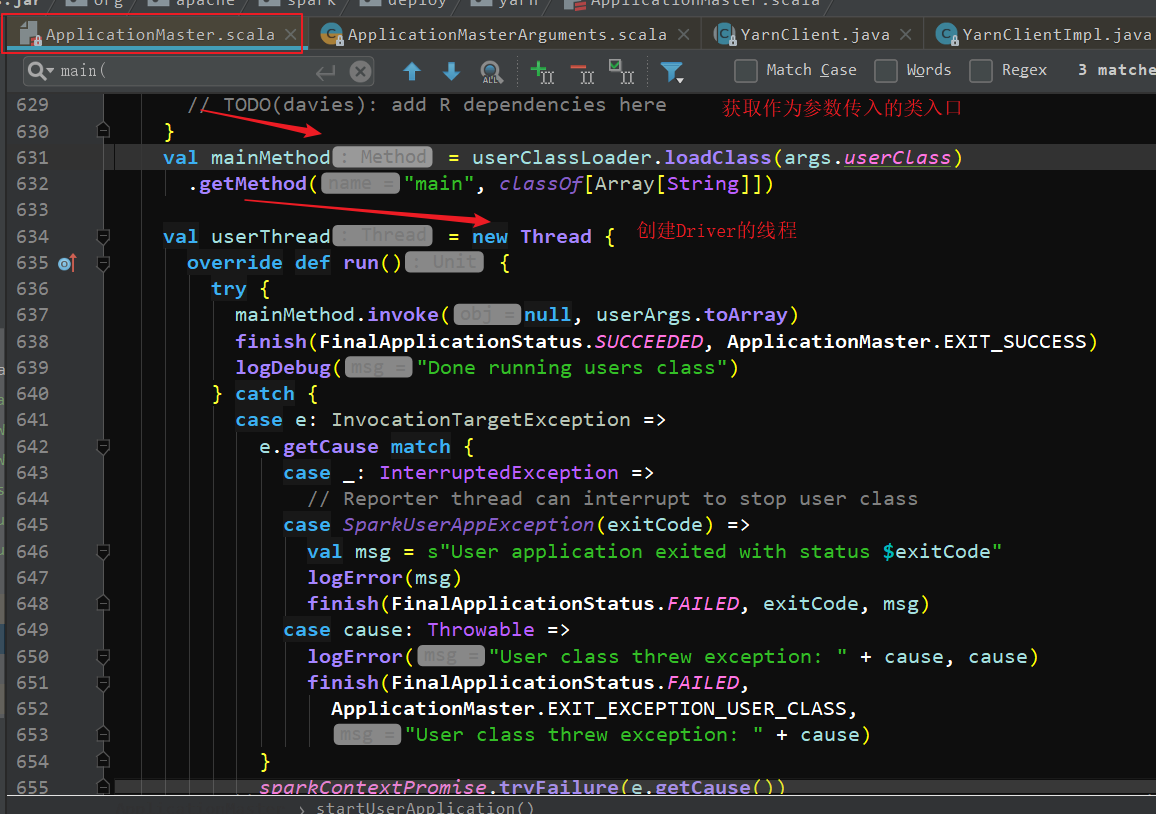 .jar org apache spark deploy yarn ApplicationMaster.scala
ApplicationMaster.scala ApplicationMasterArguments.scala YarnClient.java YarnClientImpl.java
main( Match Case Words Regex 3 matche
629 // TODO(davies): add R dependencies here 获取作为参数传入的类入口
630 }
631 val mainMethod : Method = userClassLoader.loadClass(args.userClass)
632 .getMethod( name = "main", classOf[Array[String]])
633
634 val userThread : Thread = new Thread { 创建Driver的线程
635 override def run() : Unit {
636 try {
637 mainMethod.invoke( obj = null, userArgs.toArray)
638 finish(FinalApplicationStatus.SUCCEEDED, ApplicationMaster.EXIT_SUCCESS)
639 logDebug( msg = "Done running users class")
640 } catch {
641 case e: InvocationTargetException =>
642 e.getCause match {
643 case _: InterruptedException =>
644 // Reporter thread can interrupt to stop user class
645 case SparkUserAppException(exitCode) =>
646 val msg = s"User application exited with status $exitCode"
647 logError(msg)
648 finish(FinalApplicationStatus.FAILED, exitCode, msg)
649 case cause: Throwable =>
650 logError( msg = "User class threw exception: " + cause, cause)
651 finish(FinalApplicationStatus.FAILED,
652 ApplicationMaster.EXIT_EXCEPTION_USER_CLASS,
653 msg = "User class threw exception: " + cause)
654 }
655 sparkContextPromise.tryFailure(e.getCause())
› startUserApplication()